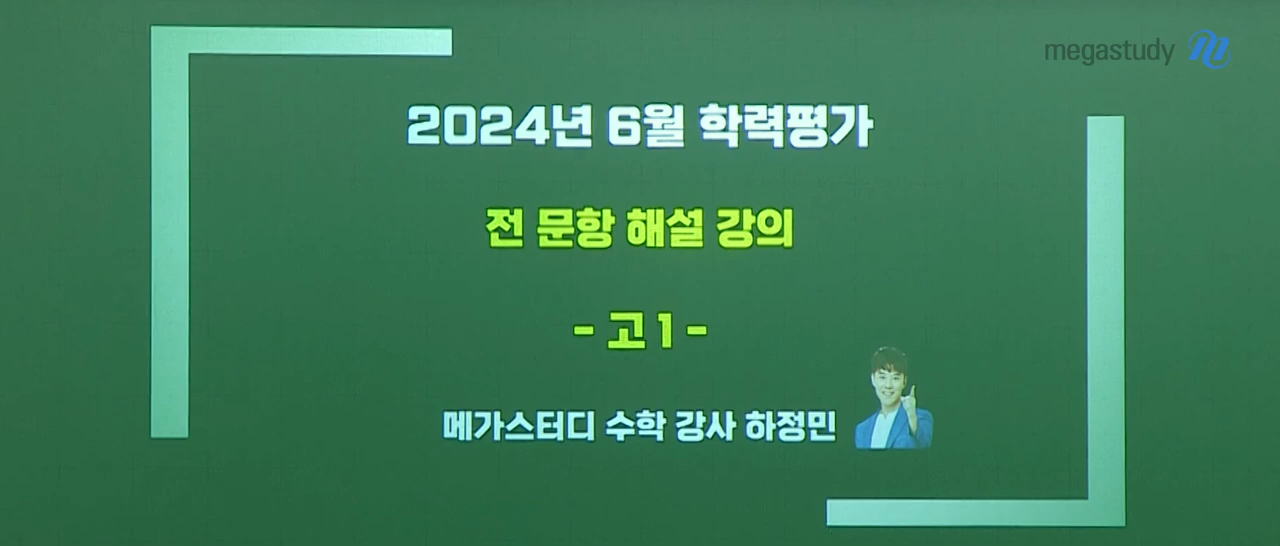 megastudy
2024년 6월 학력평가
전 문항 해설 강의
- 고1 -
메가스터디 수학 강사 하정민